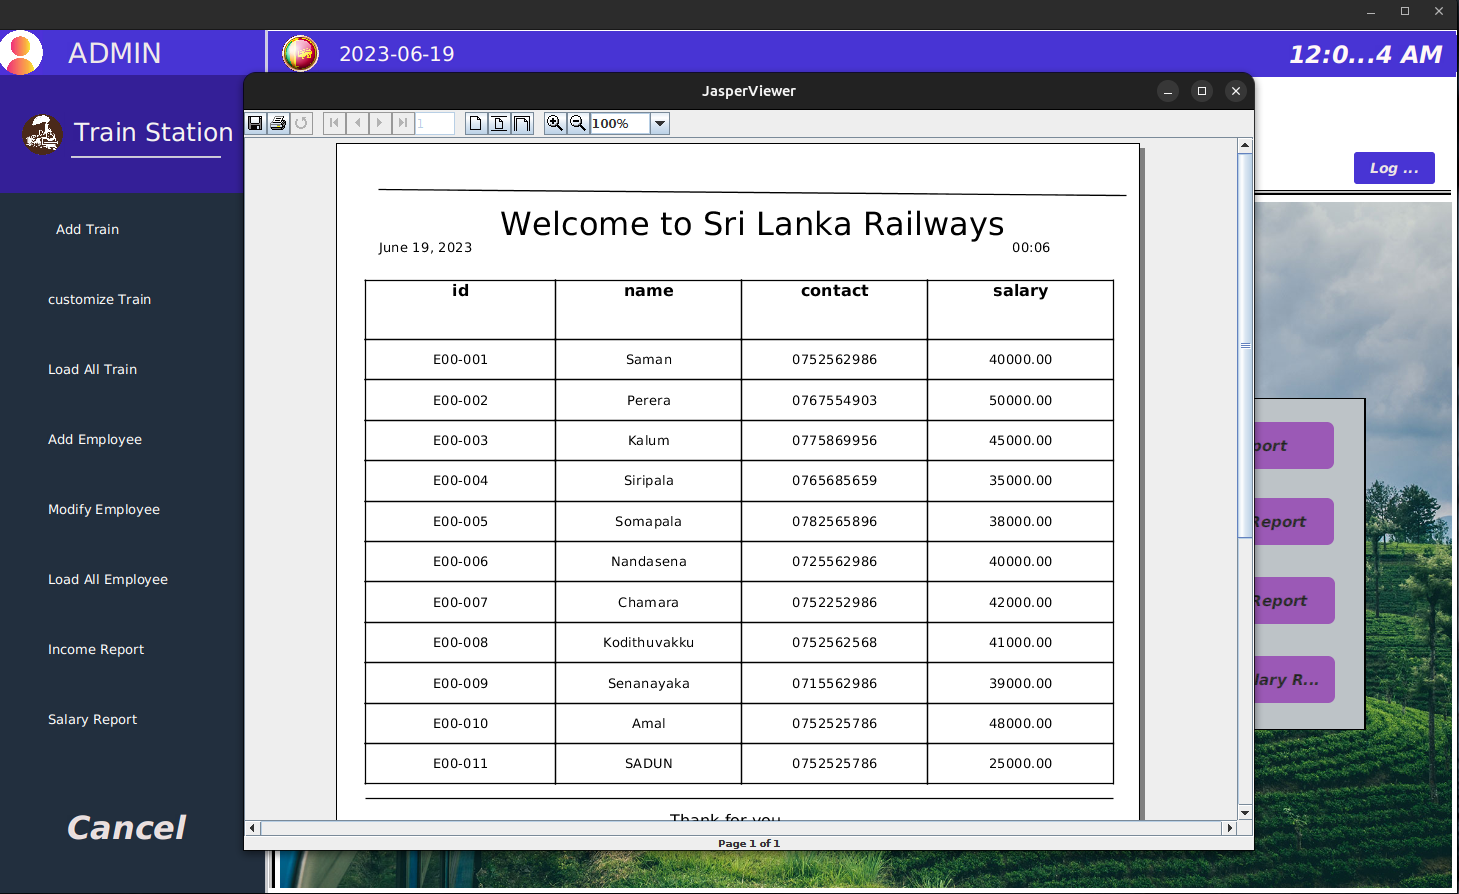 ADMIN
2023-06-19
12:0...4 AM
JasperViewer
Train Station
1
100%
Log ...
Welcome to Sri Lanka Railways
June 19, 2023
00:06
id name contact salary
E00-001 Saman 0752562986 40000.00
E00-002 Perera 0767554903 50000.00
E00-003 Kalum 0775869956 45000.00
E00-004 Siripala 0765685659 35000.00
E00-005 Somapala 0782565896 38000.00
E00-006 Nandasena 0725562986 40000.00
E00-007 Chamara 0752252986 42000.00
E00-008 Kodithuvakku 0752562568 41000.00
E00-009 Senanayaka 0715562986 39000.00
E00-010 Amal 0752525786 48000.00
E00-011 SADUN 0752525786 25000.00
Thank for you
Page 1 of 1
Add Train
customize Train
Load All Train
Add Employee
Modify Employee
Load All Employee
Income Report
Salary Report
Cancel
port
Report
Report
lary R...